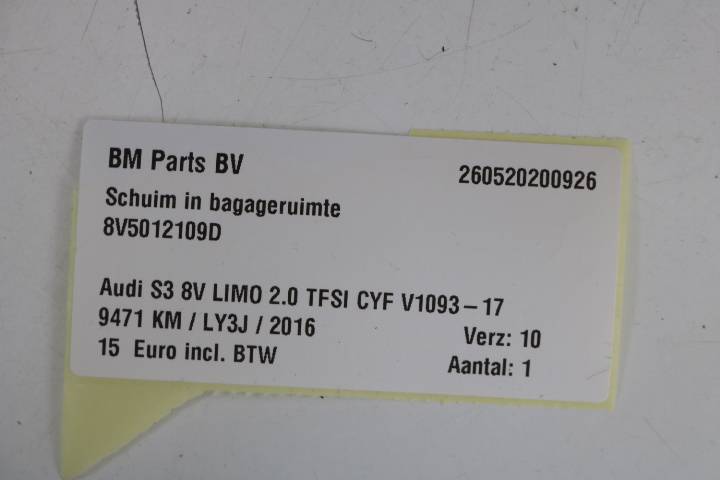 BM Parts BV
260520200926
Schuim in bagageruimte
8V5012109D
Audi S3 8V LIMO 2.0 TFSI CYF V1093-17
9471 KM / LY3J / 2016
Verz: 10
15 Euro incl. BTW
Aantal: 1